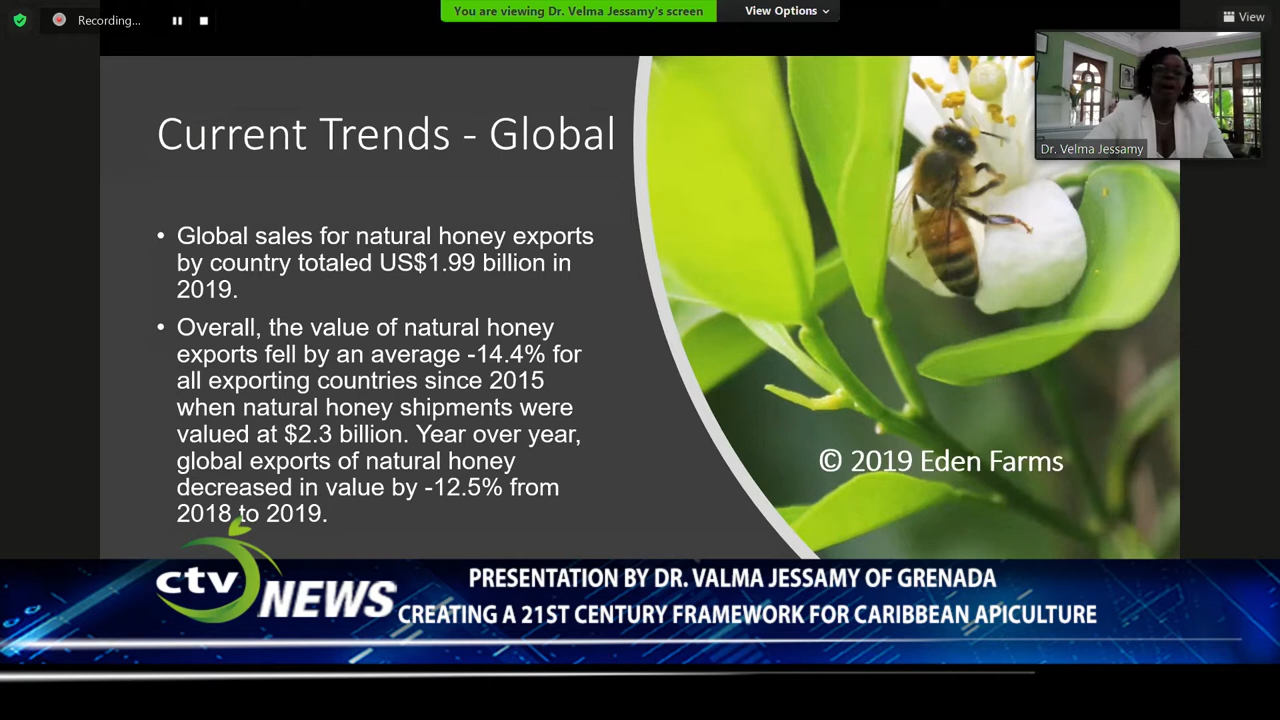 Recording...
You are viewing Dr. Velma Jessamy's screen
View Options
View
Dr. Velma Jessamy
Current Trends - Global
• Global sales for natural honey exports
by country totaled US$1.99 billion in
2019.
• Overall, the value of natural honey
exports fell by an average -14.4% for
all exporting countries since 2015
when natural honey shipments were
valued at $2.3 billion. Year over year,
global exports of natural honey
decreased in value by -12.5% from
2018 to 2019.
© 2019 Eden Farms
ctv NEWS
PRESENTATION BY DR. VALMA JESSAMY OF GRENADA
CREATING A 21ST CENTURY FRAMEWORK FOR CARIBBEAN APICULTURE